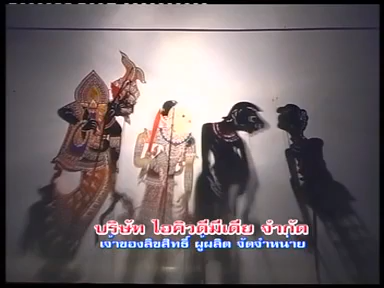 บริษัท ไอคิวดีมีเดีย จำกัด
เจ้าของลิขสิทธิ์ ผู้ผลิต จัดจำหน่าย